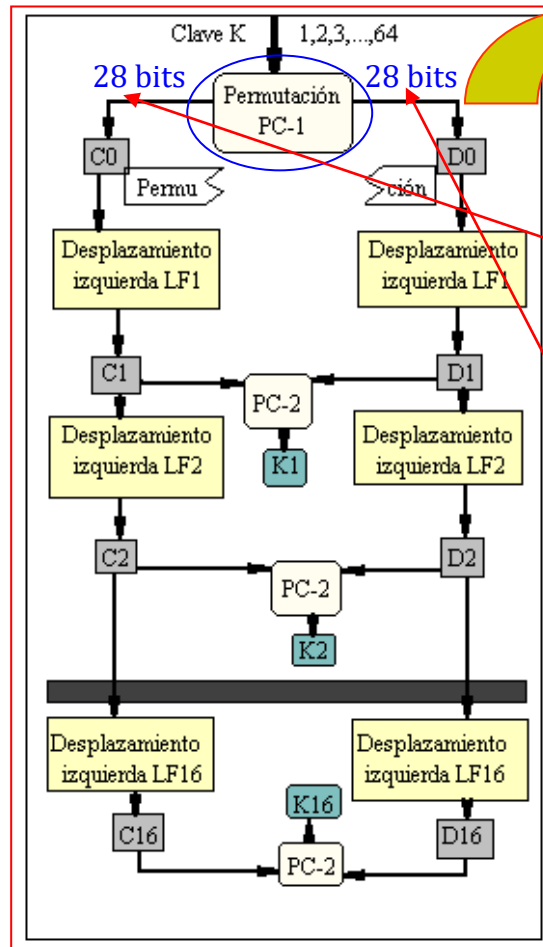 Clave K 1,2,3,...,64
28 bits
28 bits
Permutación
PC-1
C0
D0
Permu
ción
Desplazamiento
izquierda LF1
Desplazamiento
izquierda LF1
C1
D1
PC-2
Desplazamiento
izquierda LF2
Desplazamiento
izquierda LF2
K1
C2
D2
PC-2
K2
Desplazamiento
izquierda LF16
Desplazamiento
izquierda LF16
K16
C16
D16
PC-2